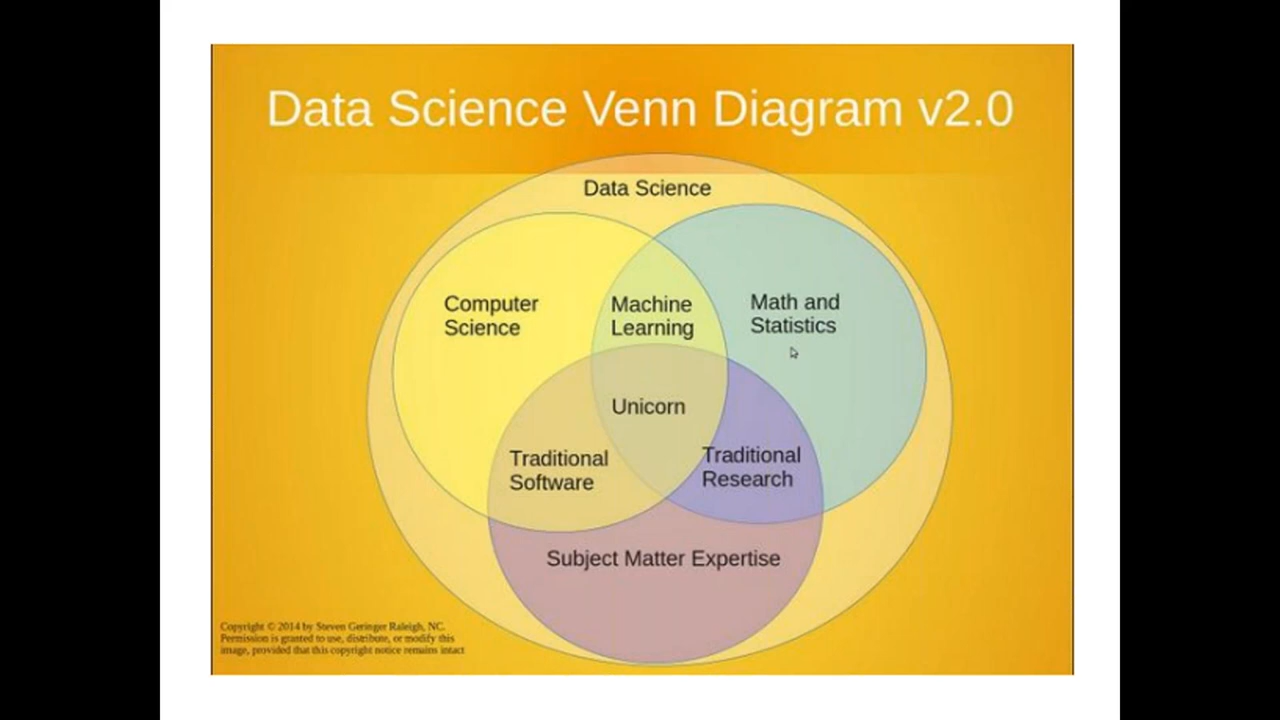 Data Science Venn Diagram v2.0
Data Science
Computer
Science
Machine
Learning
Math and
Statistics
Unicorn
Traditional
Software
Traditional
Research
Subject Matter Expertise
Copyright © 2014 by Steven Geringer Raleigh, NC.
Permission is granted to use, distribute, or modify this
image, provided that this copyright notice remains intact